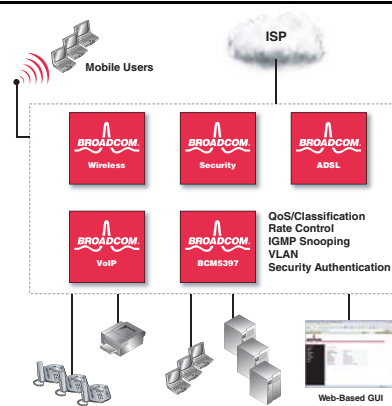 ISP
Mobile Users
BROADCOM.
Wireless
BROADCOM.
Security
BROADCOM.
ADSL
BROADCOM.
VoIP
BROADCOM.
BCM5397
QoS/Classification
Rate Control
IGMP Snooping
VLAN
Security Authentication
Web-Based GUI